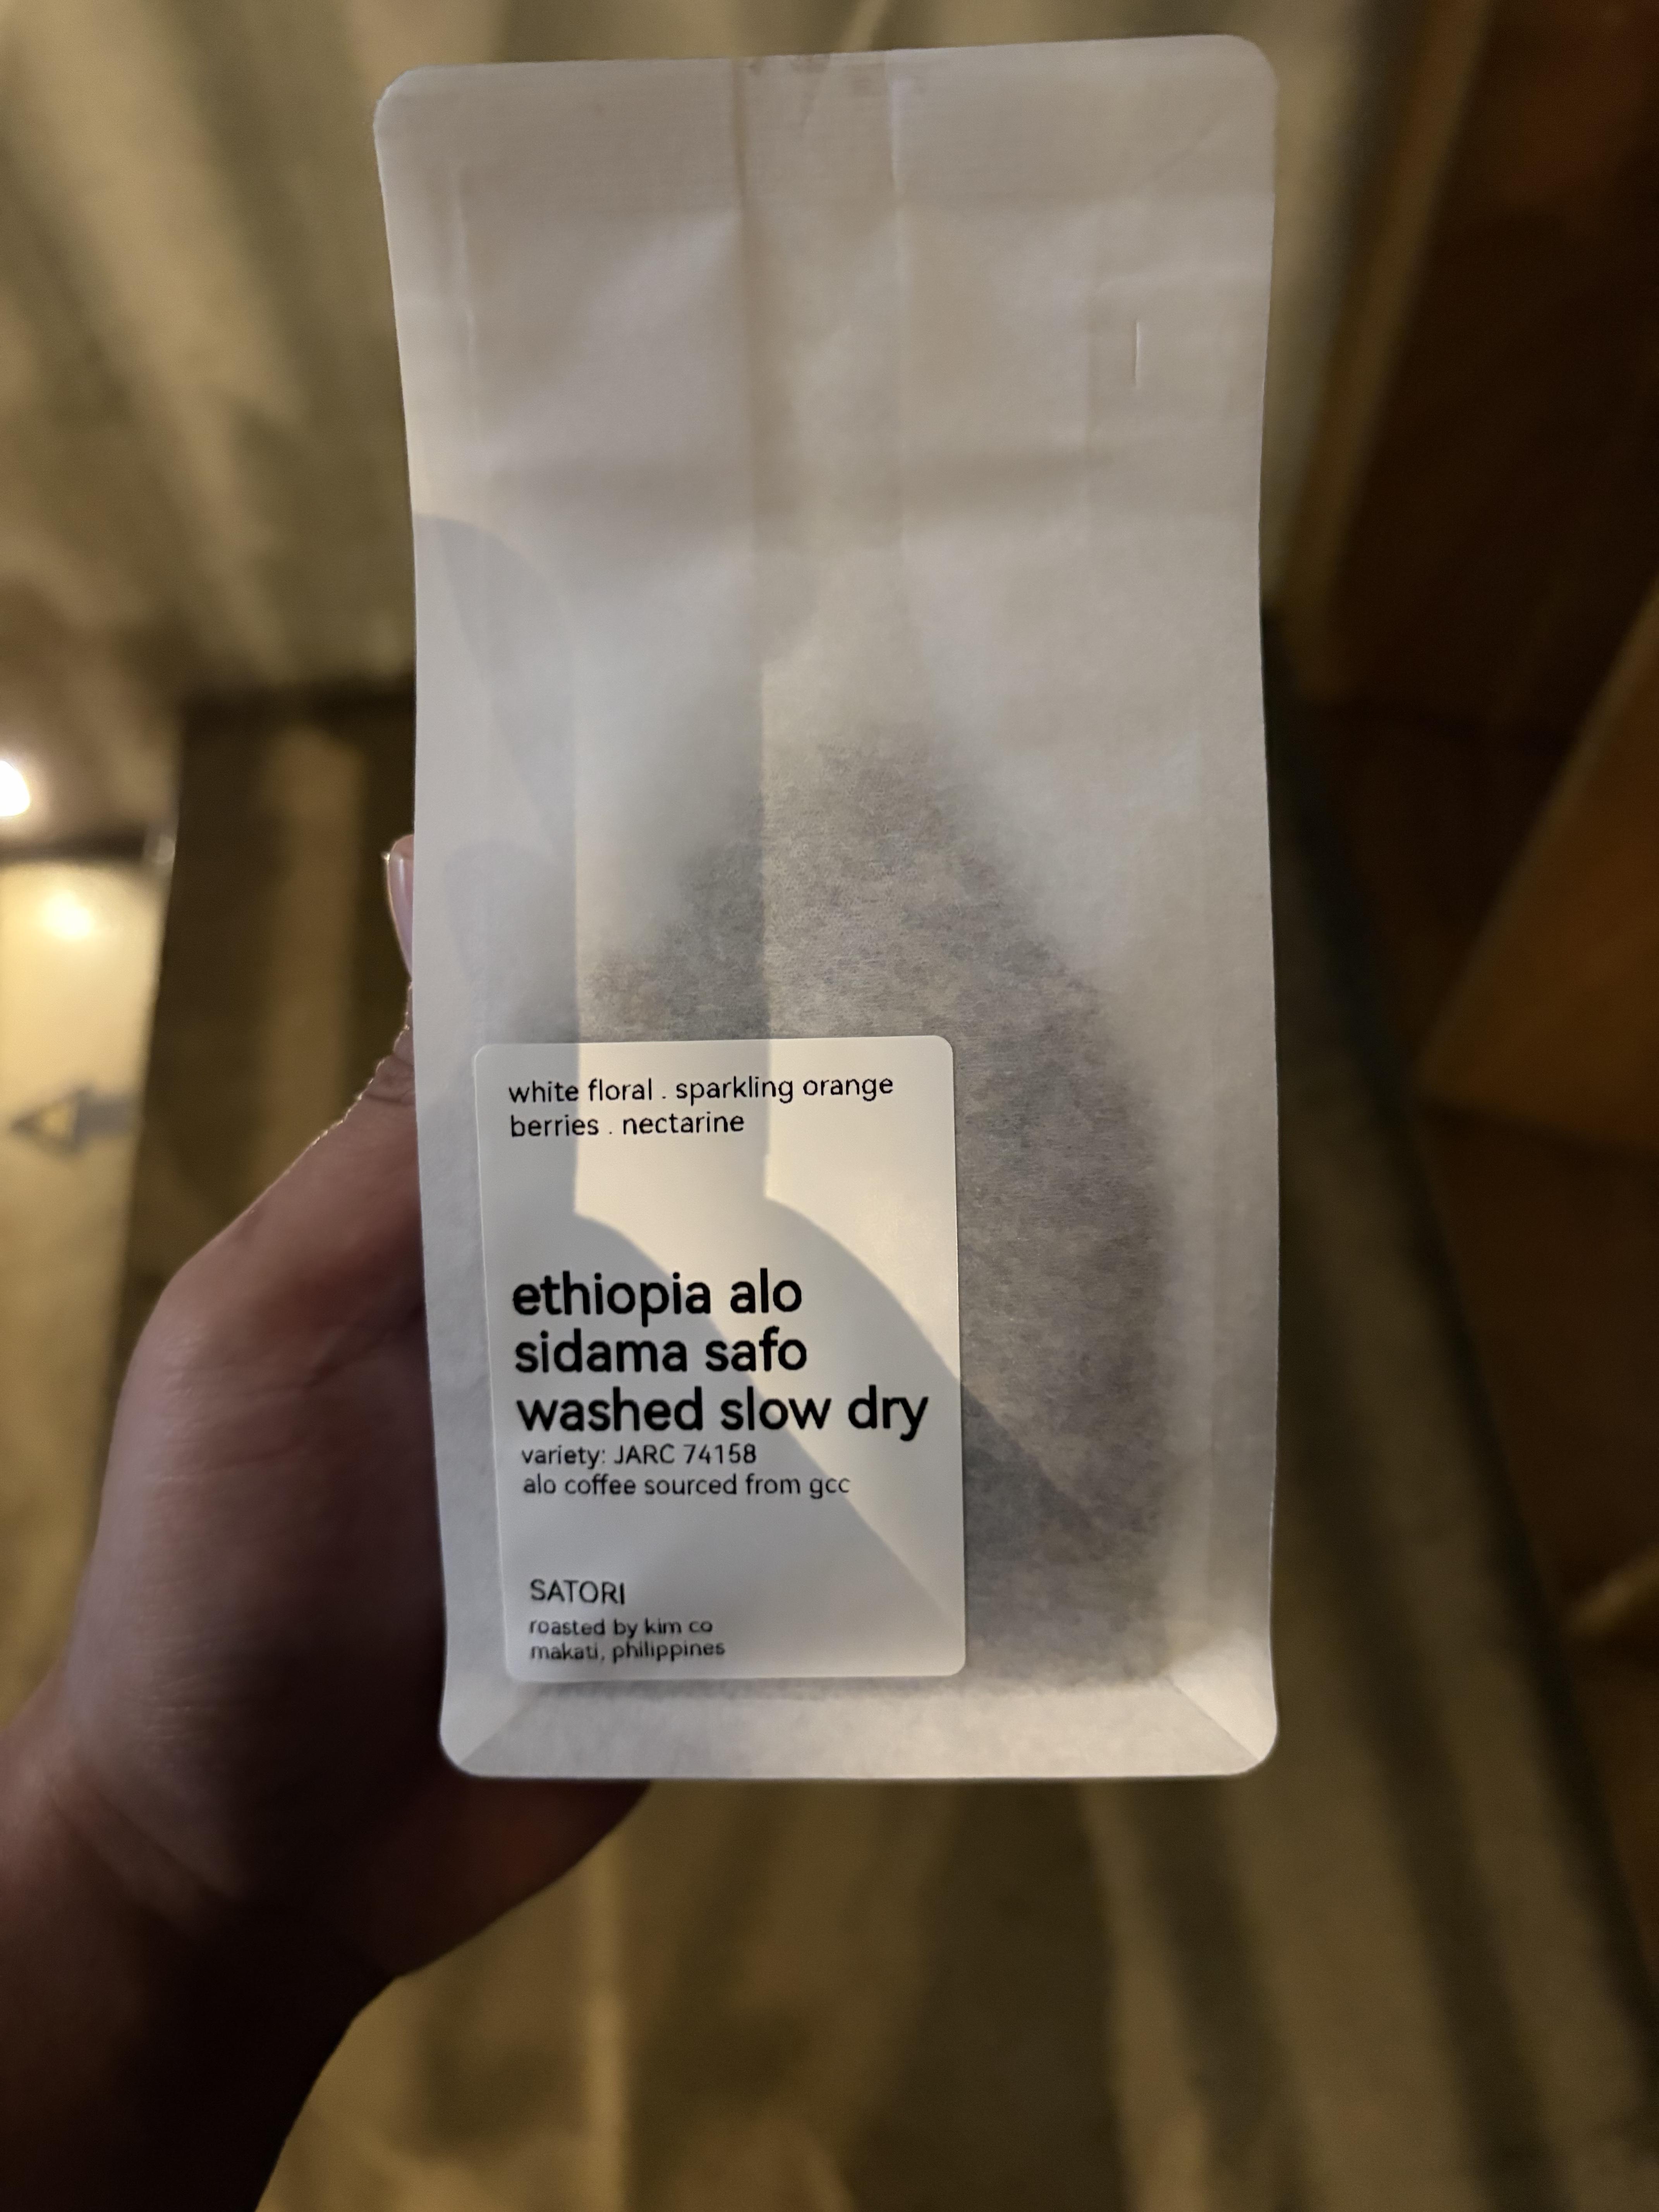 white floral . sparkling orange
berries . nectarine
ethiopia alo
sidama safo
washed slow dry
variety: JARC 74158
alo coffee sourced from gcc
SATORI
roasted by kim co
makati, philippines